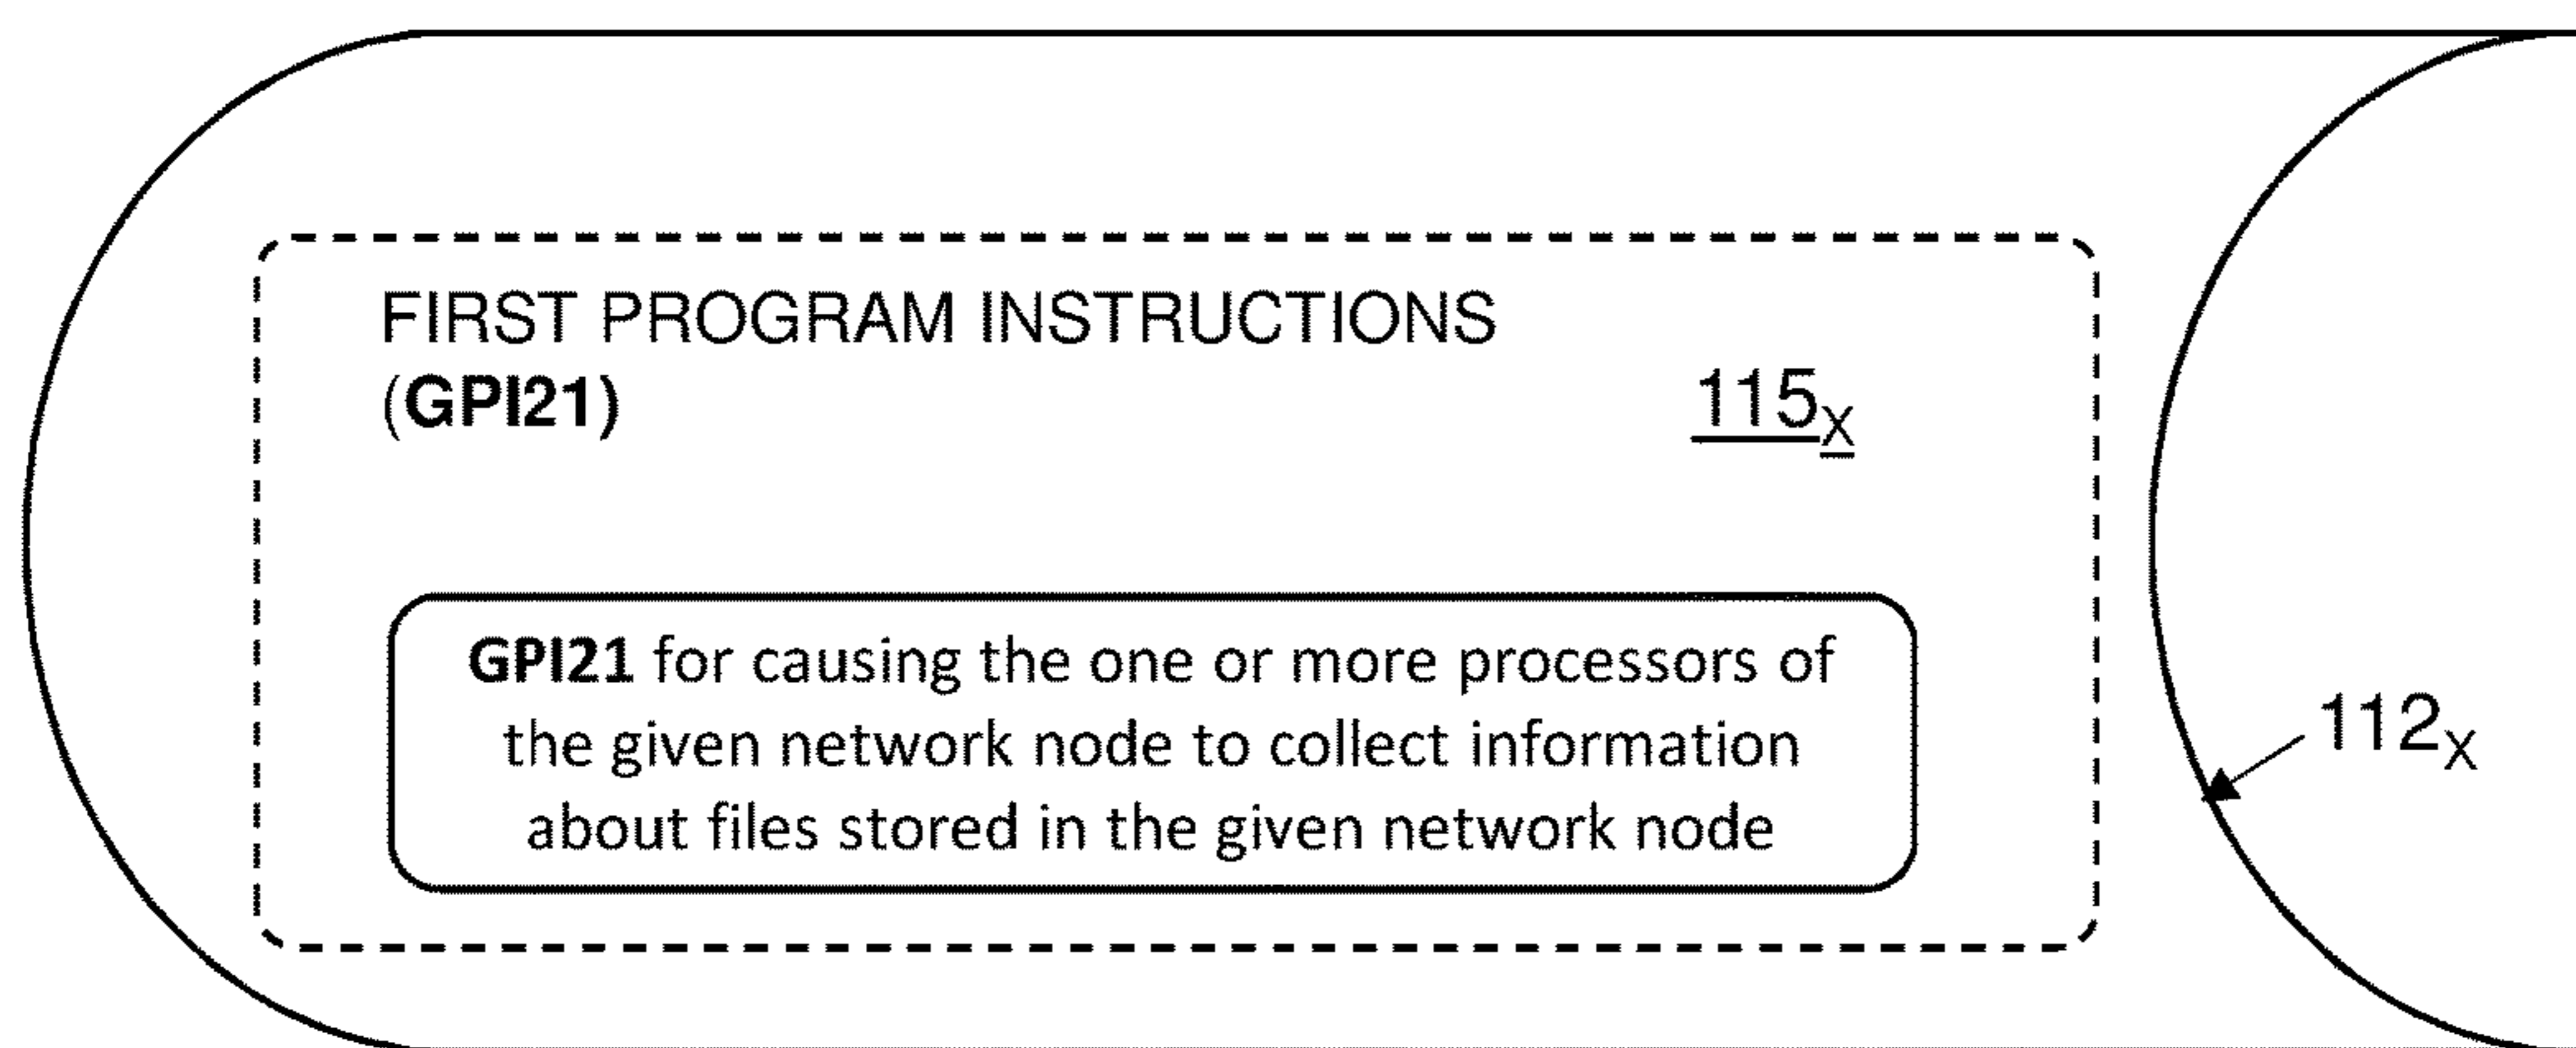 FIRST PROGRAM INSTRUCTIONS
(GPI21)
115X
GPI21 for causing the one or more processors of
the given network node to collect information
about files stored in the given network node
112X